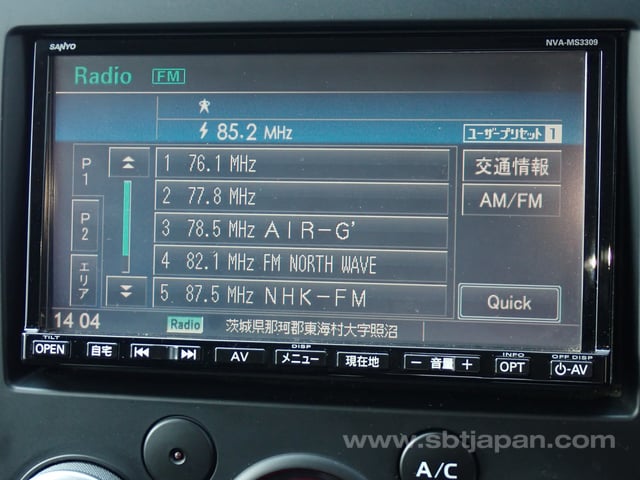 SANYO
NVA-MS3309
Radio FM
85.2 MHz
ユーザープリセット 1
P1
P2
エリア
1 76.1 MHz
2 77.8 MHz
3 78.5 MHz AIR-G'
4 82.1 MHz FM NORTH WAVE
5 87.5 MHz NHK-FM
交通情報
AM/FM
Quick
14 04
Radio
茨城県那珂郡東海村大字照沼
TILT
OPEN
自宅
AV
DISP
メニュー
現在地
− 音量 +
INFO
OPT
OFF DISP
-AV
www.sbtjapan.com
A/C